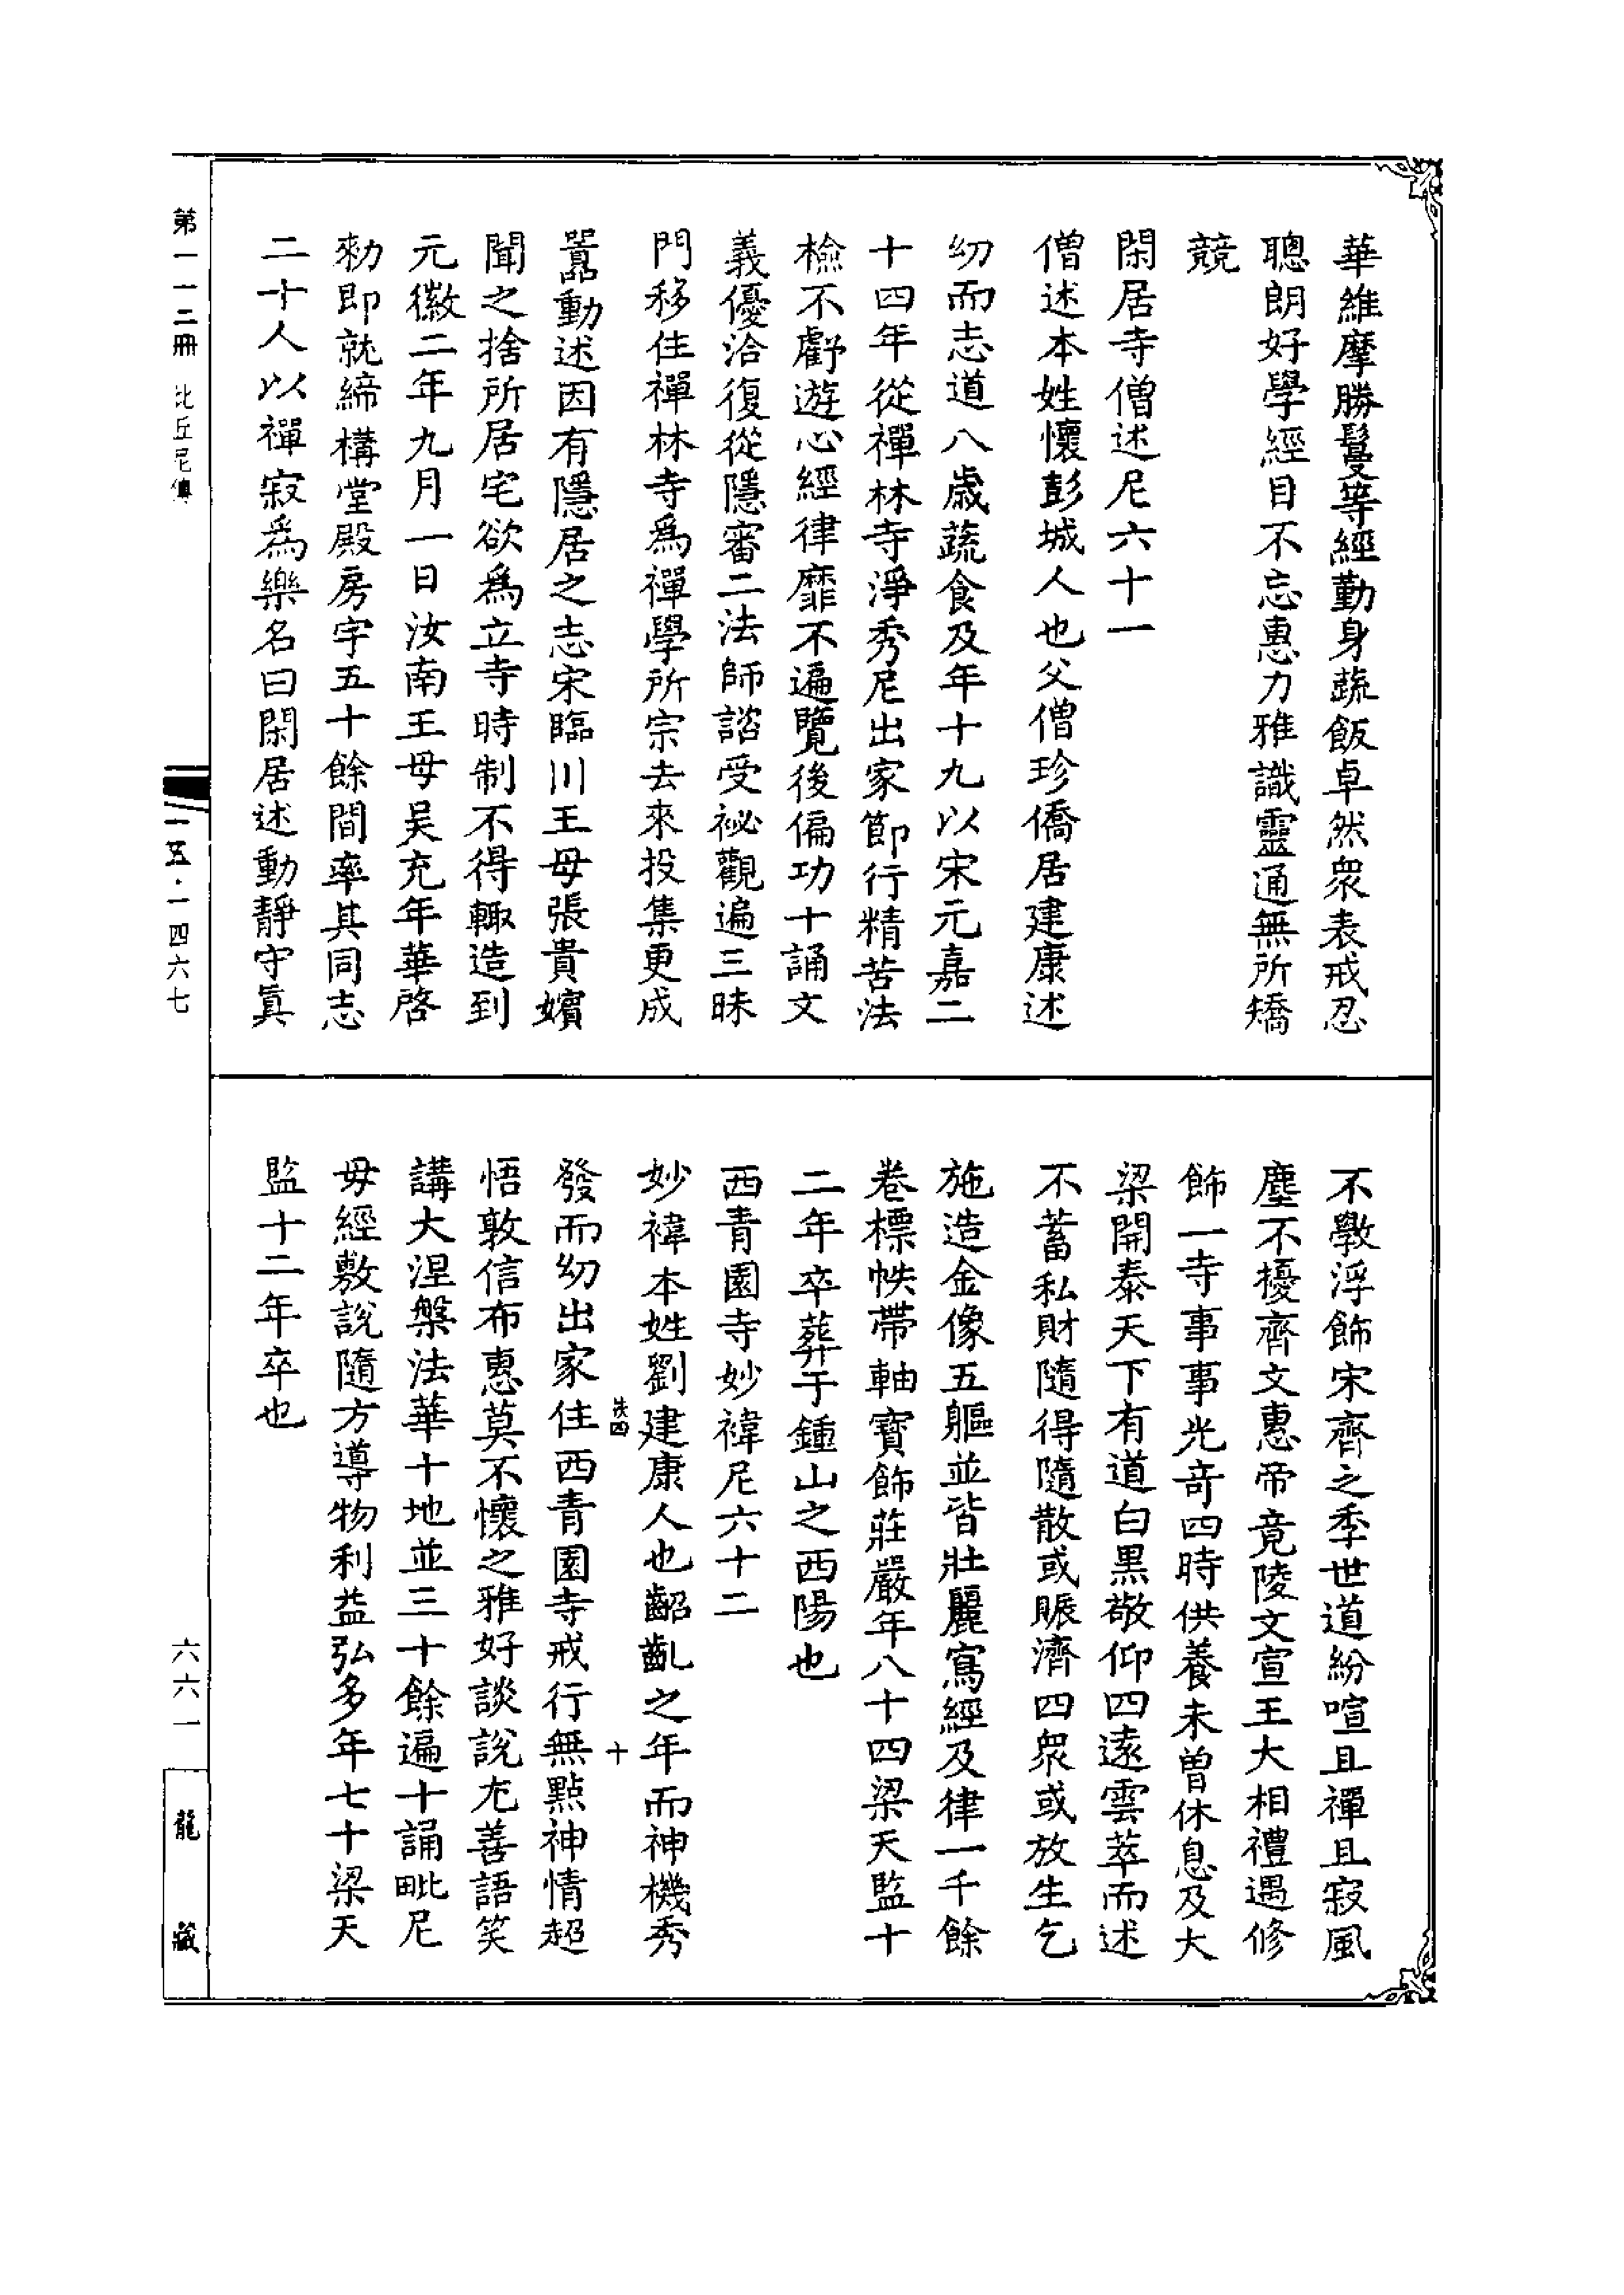 華維摩勝鬘等經勤身蔬飯卓然衆表戒忍
聰朗好學經目不忘惠力雅識靈通無所矯
競
閑居寺僧述尼六十一
僧述本姓懷彭城人也父僧珍僑居建康述
幼而志道八歲蔬食及年十九以宋元嘉二
十四年從禪林寺淨秀尼出家節行精苦法
檢不虧遊心經律靡不遍覽後偏功十誦文
義優洽復從隱審二法師諮受祕觀遍三昧
門移住禪林寺爲禪學所宗去來投集更成
囂動述因有隱居之志宋臨川王母張貴嬪
聞之捨所居宅欲爲立寺時制不得輙造到
元徽二年九月一日汝南王母吴充年華啓
勑即就締構堂殿房宇五十餘間率其同志
二十人以禪寂爲樂名曰閑居述動靜守眞
不斆浮飾宋齊之季世道紛喧且禪且寂風
塵不擾齊文惠帝竟陵文宣王大相禮遇修
飾一寺事事光奇四時供養未曽休息及大
梁開泰天下有道白黑敬仰四遠雲萃而述
不蓄私財隨得隨散或賑濟四衆或放生乞
施造金像五軀並皆壯麗寫經及律一千餘
卷標帙帶軸寶飾莊嚴年八十四梁天監十
二年卒葬于鍾山之西陽也
西青園寺妙褘尼六十二
妙褘本姓劉建康人也齠齓之年而神機秀
發而幼出家住西青園寺戒行無點神情超
悟敦信布惠莫不懷之雅好談說尤善語笑
講大涅槃法華十地並三十餘遍十誦毗尼
毋經敷說隨方導物利益弘多年七十梁天
監十二年卒也
十
第一一二冊 比丘尼傳
一五·一四六七
六六一
龍藏